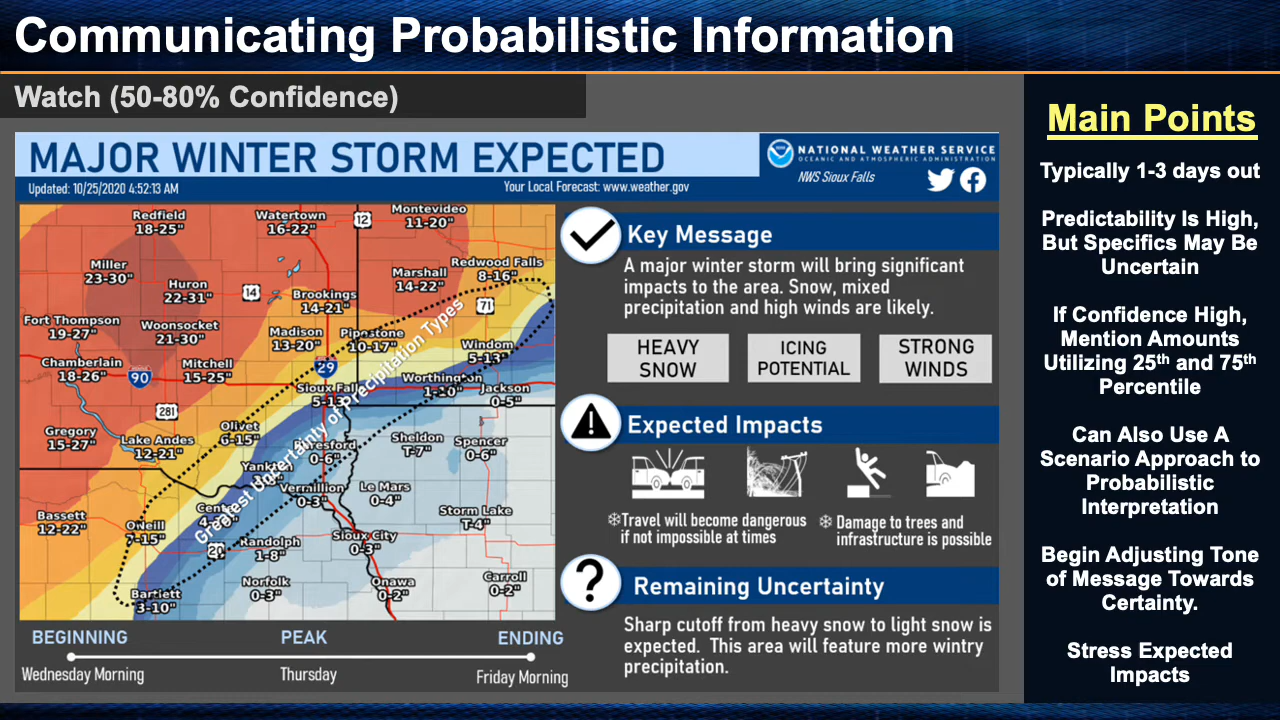 Communicating Probabilistic Information
Watch (50-80% Confidence)
MAJOR WINTER STORM EXPECTED
NATIONAL WEATHER SERVICE
OCEANIC AND ATMOSPHERIC ADMINISTRATION
NWS Sioux Falls
Updated: 10/25/2020 4:52:13 AM
Your Local Forecast: www.weather.gov
Redfield
18-25"
Watertown
16-22"
12
Montevideo
11-20"
Miller
23-30"
Huron
22-31"
14
Brookings
14-21"
Marshall
14-22"
Redwood Falls
8-16"
71
Fort Thompson
19-27"
Woonsocket
21-30"
Madison
13-20"
Pipestone
10-17"
Windom
5-13"
Chamberlain
18-26"
90
Mitchell
15-25"
29
Sioux Falls
5-13"
Worthington
1-10"
Jackson
0-5"
281
Gregory
15-27"
Lake Andes
12-21"
Olivet
6-15"
Beresford
0-6"
Sheldon
T-7"
Spencer
0-6"
Greatest Uncertainty of Precipitation Types
Yankton
Vermillion
0-3"
Le Mars
0-4"
Storm Lake
T-4"
Bassett
12-22"
Oneill
7-15"
20
Randolph
1-8"
Sioux City
0-3"
Bartlett
3-10"
Norfolk
0-3"
Onawa
0-2"
Carroll
0-2"
BEGINNING
PEAK
ENDING
Wednesday Morning
Thursday
Friday Morning
Key Message
A major winter storm will bring significant
impacts to the area. Snow, mixed
precipitation and high winds are likely.
HEAVY
SNOW
ICING
POTENTIAL
STRONG
WINDS
Expected Impacts
Travel will become dangerous
if not impossible at times
Damage to trees and
infrastructure is possible
Remaining Uncertainty
Sharp cutoff from heavy snow to light snow is
expected. This area will feature more wintry
precipitation.
Main Points
Typically 1-3 days out
Predictability Is High,
But Specifics May Be
Uncertain
If Confidence High,
Mention Amounts
Utilizing 25th and 75th
Percentile
Can Also Use A
Scenario Approach to
Probabilistic
Interpretation
Begin Adjusting Tone
of Message Towards
Certainty.
Stress Expected
Impacts